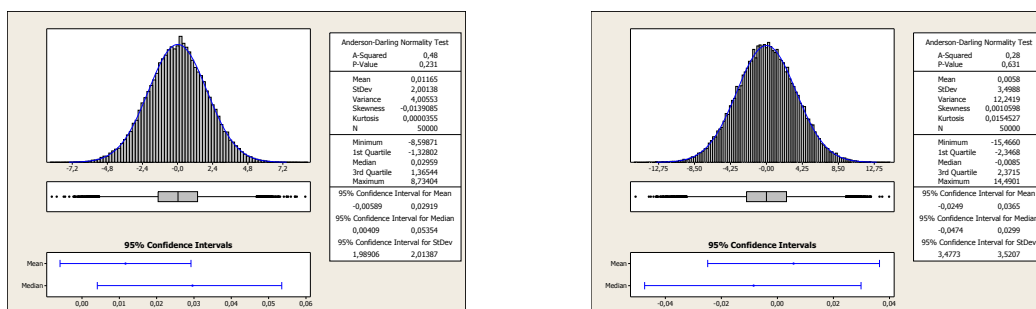 -7,2 -4,8 -2,4 -0,0 2,4 4,8 7,2
Anderson-Darling Normality Test
A-Squared 0,48
P-Value 0,231
Mean 0,01165
StDev 2,00138
Variance 4,00553
Skewness -0,0139085
Kurtosis 0,0000355
N 50000
Minimum -8,59871
1st Quartile -1,32802
Median 0,02959
3rd Quartile 1,36544
Maximum 8,73404
95% Confidence Interval for Mean
-0,00589 0,02919
95% Confidence Interval for Median
0,00409 0,05354
95% Confidence Interval for StDev
1,98906 2,01387
95% Confidence Intervals
Mean
Median
0,00 0,01 0,02 0,03 0,04 0,05 0,06
-12,75 -8,50 -4,25 -0,00 4,25 8,50 12,75
Anderson-Darling Normality Test
A-Squared 0,28
P-Value 0,631
Mean 0,0058
StDev 3,4988
Variance 12,2419
Skewness 0,0010598
Kurtosis 0,0154527
N 50000
Minimum -15,4660
1st Quartile -2,3468
Median -0,0085
3rd Quartile 2,3715
Maximum 14,4901
95% Confidence Interval for Mean
-0,0249 0,0365
95% Confidence Interval for Median
-0,0474 0,0299
95% Confidence Interval for StDev
3,4773 3,5207
95% Confidence Intervals
Mean
Median
-0,04 -0,02 0,00 0,02 0,04